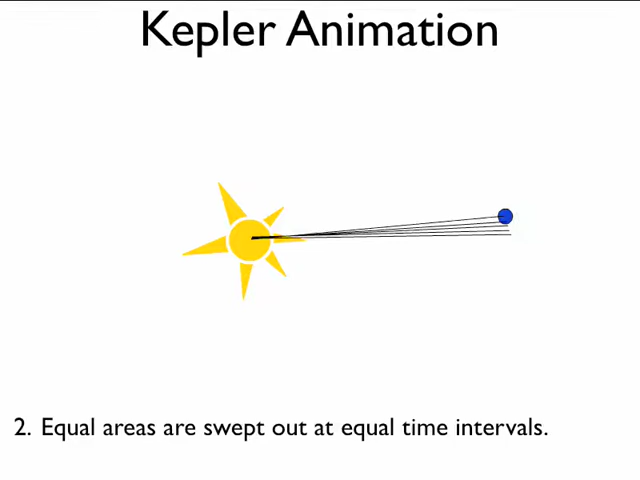 Kepler Animation
2. Equal areas are swept out at equal time intervals.